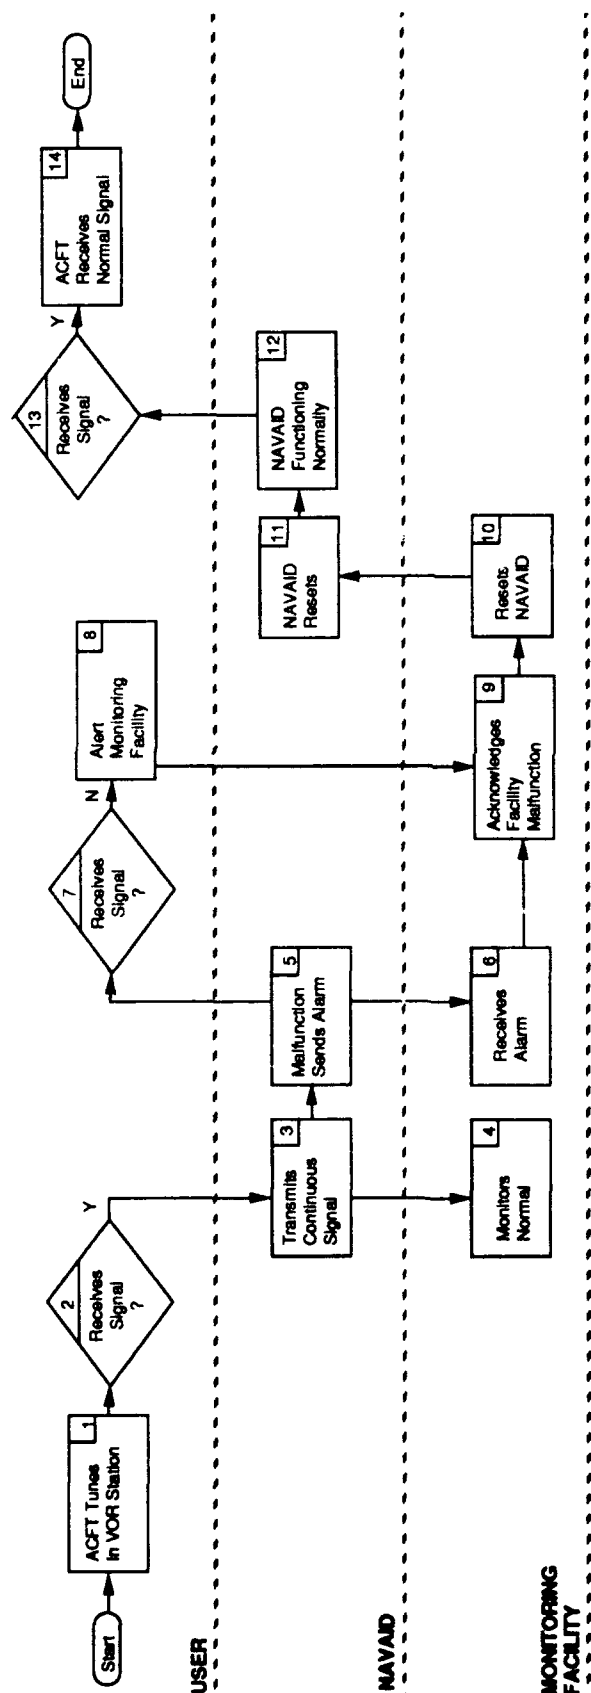 Start
1
ACFT Tunes
In VOR Station
2
Receives
Signal
?
Y
7
Receives
Signal
?
N
8
Alert
Monitoring
Facility
13
Receives
Signal
?
Y
14
ACFT
Receives
Normal Signal
End
USER
3
Transmits
Continuous
Signal
5
Malfunction
Sends Alarm
11
NAVAID
Resets
12
NAVAID
Functioning
Normally
NAVAID
4
Monitors
Normal
6
Receives
Alarm
9
Acknowledges
Facility
Malfunction
10
Resets
NAVAID
MONITORING
FACILITY